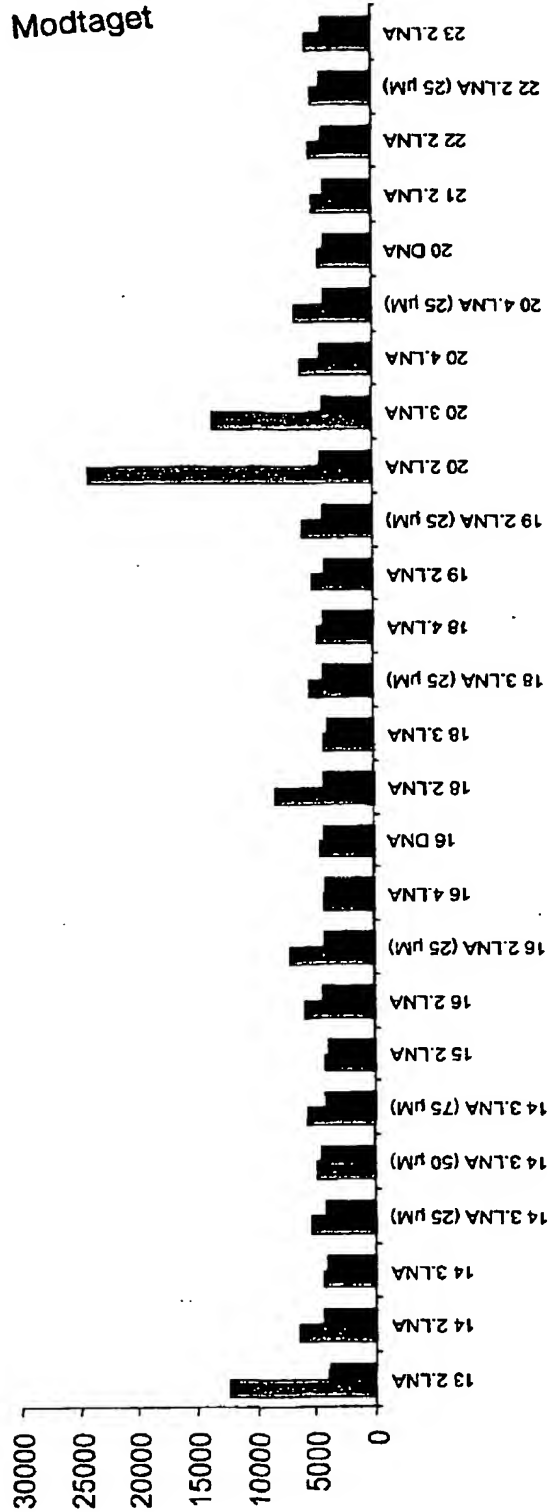 Modtaget
23 2.LNA
22 2.LNA (25 µM)
22 2.LNA
21 2.LNA
20 DNA
20 4.LNA (25 µM)
20 4.LNA
20 3.LNA
20 2.LNA
19 2.LNA (25 µM)
19 2.LNA
18 4.LNA
18 3.LNA (25 µM)
18 3.LNA
18 2.LNA
16 DNA
16 4.LNA
16 2.LNA (25 µM)
16 2.LNA
15 2.LNA
14 3.LNA (75 µM)
14 3.LNA (50 µM)
14 3.LNA (25 µM)
14 3.LNA
14 2.LNA
13 2.LNA
30000
25000
20000
15000
10000
5000
0